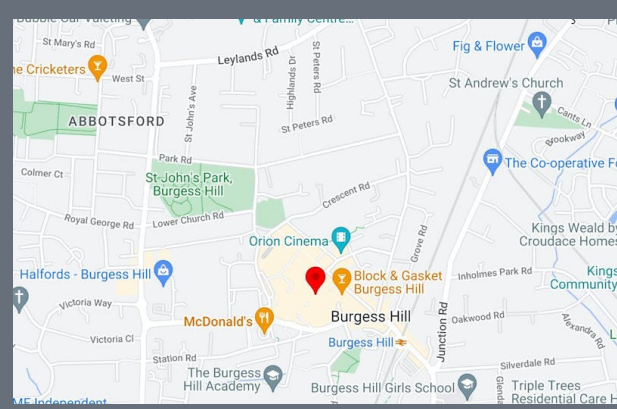 Bubble Car Valeting
& Family Centre...
St Mary's Rd
Leylands Rd
St Peters Rd
Fig & Flower
The Cricketers
West St
Highlands Dr
St Andrew's Church
ABBOTSFORD
St John's Ave
St Peters Rd
Cants Ln
Park Rd
The Co-operative Fo
Colmer Ct
St John's Park,
Burgess Hill
Crescent Rd
Royal George Rd
Lower Church Rd
Kings Weald by
Croudace Homes
Orion Cinema
Grove Rd
Halfords - Burgess Hill
Block & Gasket
Burgess Hill
Inholmes Park Rd
Kings
Community
Victoria Way
McDonald's
Burgess Hill
Oakwood Rd
Junction Rd
Alexandra Rd
Victoria Cl
Burgess Hill
Station Rd
Silverdale Rd
The Burgess
Hill Academy
Burgess Hill Girls School
Triple Trees
Residential Care H
MF Independent